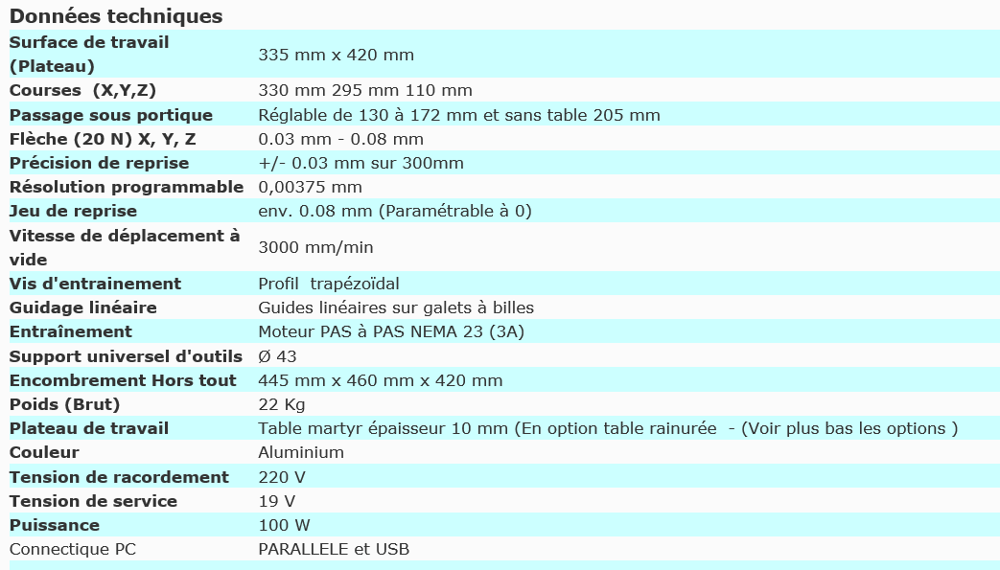 Données techniques
Surface de travail
(Plateau)
335 mm x 420 mm
Courses  (X,Y,Z) 330 mm 295 mm 110 mm
Passage sous portique Réglable de 130 à 172 mm et sans table 205 mm
Flèche (20 N) X, Y, Z 0.03 mm - 0.08 mm
Précision de reprise +/- 0.03 mm sur 300mm
Résolution programmable 0,00375 mm
Jeu de reprise env. 0.08 mm (Paramétrable à 0)
Vitesse de déplacement à
vide
3000 mm/min
Vis d'entrainement Profil  trapézoïdal
Guidage linéaire Guides linéaires sur galets à billes
Entraînement Moteur PAS à PAS NEMA 23 (3A)
Support universel d'outils Ø 43
Encombrement Hors tout 445 mm x 460 mm x 420 mm
Poids (Brut) 22 Kg
Plateau de travail Table martyr épaisseur 10 mm (En option table rainurée  - (Voir plus bas les options )
Couleur Aluminium
Tension de racordement 220 V
Tension de service 19 V
Puissance 100 W
Connectique PC PARALLELE et USB